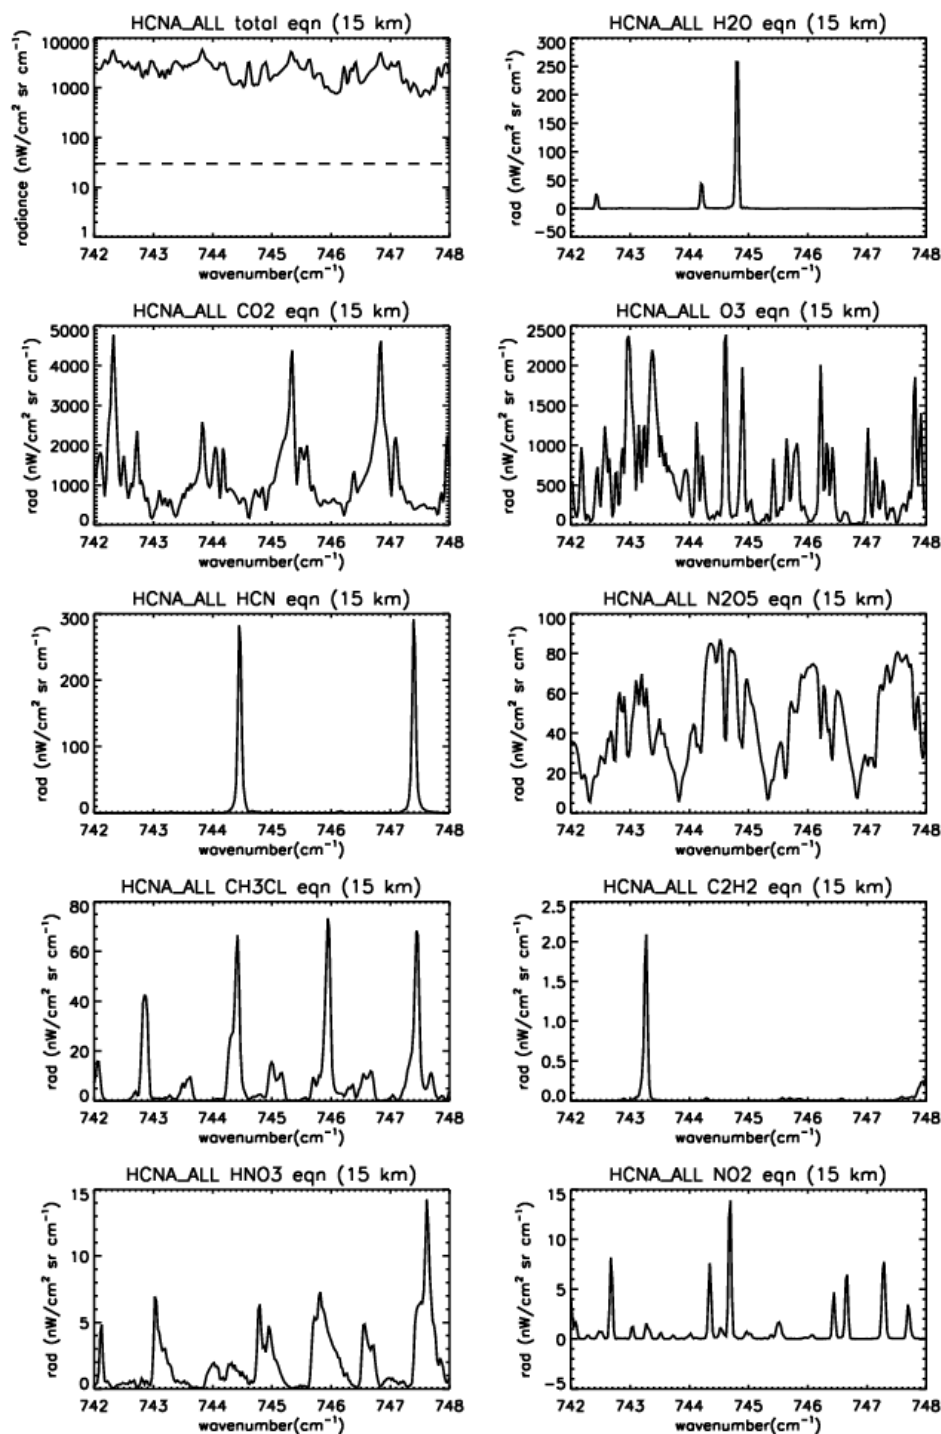 HCNA_ALL total eqn (15 km)
radiance (nW/cm² sr cm⁻¹)
10000
1000
100
10
1
742 743 744 745 746 747 748
wavenumber(cm⁻¹)
HCNA_ALL H2O eqn (15 km)
rad (nW/cm² sr cm⁻¹)
300
250
200
150
100
50
0
−50
742 743 744 745 746 747 748
wavenumber(cm⁻¹)
HCNA_ALL CO2 eqn (15 km)
rad (nW/cm² sr cm⁻¹)
5000
4000
3000
2000
1000
0
742 743 744 745 746 747 748
wavenumber(cm⁻¹)
HCNA_ALL O3 eqn (15 km)
rad (nW/cm² sr cm⁻¹)
2500
2000
1500
1000
500
0
742 743 744 745 746 747 748
wavenumber(cm⁻¹)
HCNA_ALL HCN eqn (15 km)
rad (nW/cm² sr cm⁻¹)
300
200
100
0
742 743 744 745 746 747 748
wavenumber(cm⁻¹)
HCNA_ALL N2O5 eqn (15 km)
rad (nW/cm² sr cm⁻¹)
100
80
60
40
20
0
742 743 744 745 746 747 748
wavenumber(cm⁻¹)
HCNA_ALL CH3CL eqn (15 km)
rad (nW/cm² sr cm⁻¹)
80
60
40
20
0
742 743 744 745 746 747 748
wavenumber(cm⁻¹)
HCNA_ALL C2H2 eqn (15 km)
rad (nW/cm² sr cm⁻¹)
2.5
2.0
1.5
1.0
0.5
0.0
742 743 744 745 746 747 748
wavenumber(cm⁻¹)
HCNA_ALL HNO3 eqn (15 km)
rad (nW/cm² sr cm⁻¹)
15
10
5
0
742 743 744 745 746 747 748
wavenumber(cm⁻¹)
HCNA_ALL NO2 eqn (15 km)
rad (nW/cm² sr cm⁻¹)
15
10
5
0
−5
742 743 744 745 746 747 748
wavenumber(cm⁻¹)